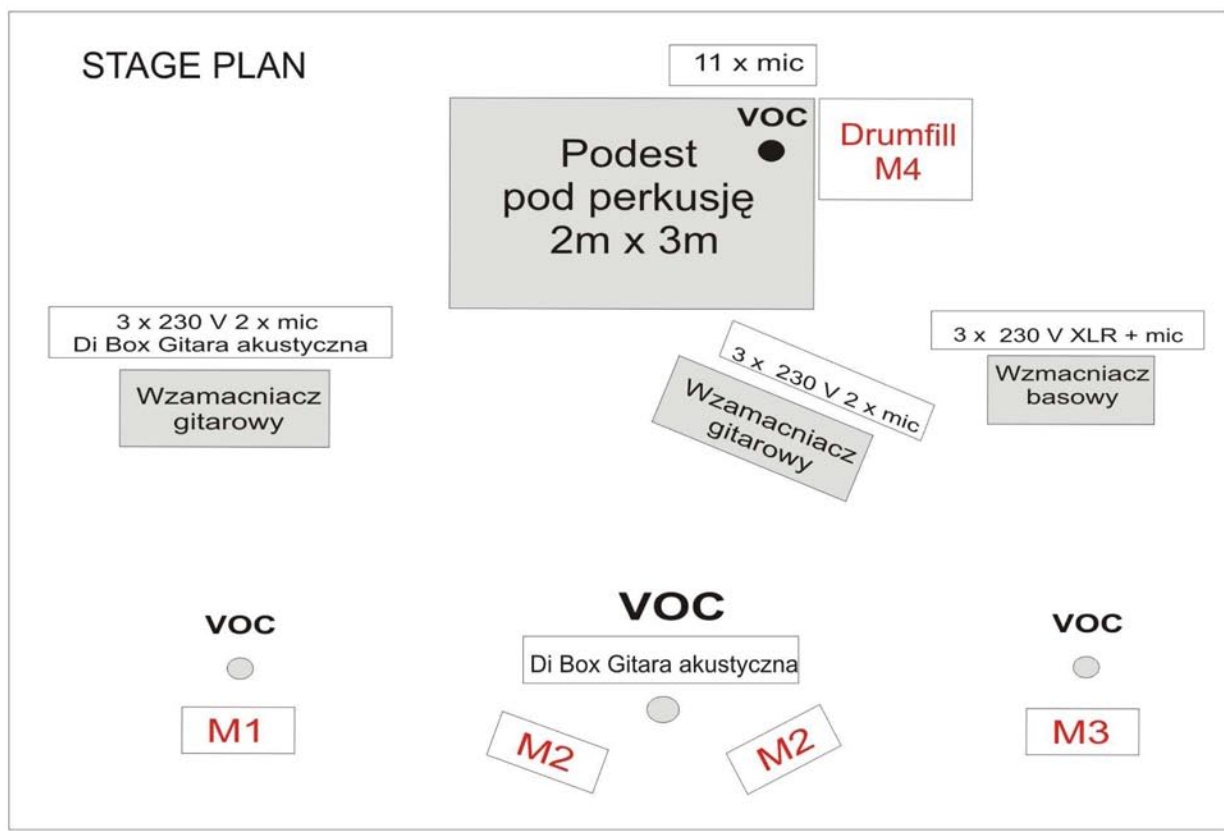 STAGE PLAN
11 x mic
VOC
Podest
pod perkusję
2m x 3m
Drumfill
M4
3 x 230 V 2 x mic
Di Box Gitara akustyczna
Wzamacniacz
gitarowy
3 x 230 V 2 x mic
Wzamacniacz
gitarowy
3 x 230 V XLR + mic
Wzmacniacz
basowy
VOC
M1
VOC
Di Box Gitara akustyczna
M2
M2
VOC
M3